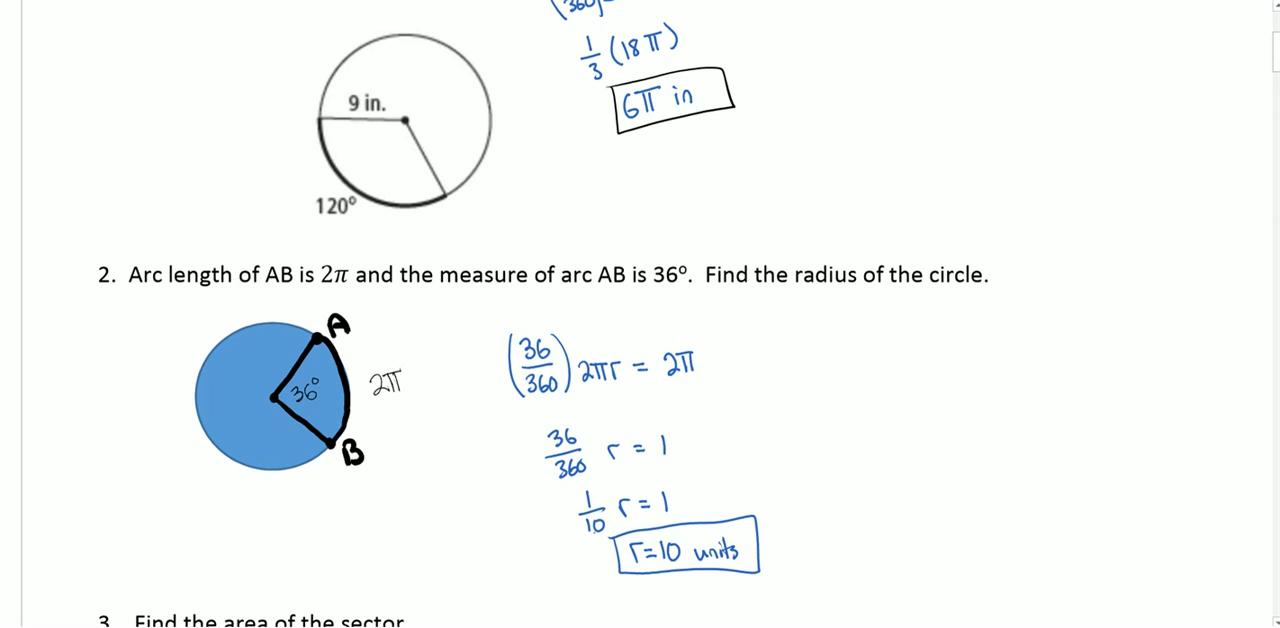 (360)
1/3 (18π)
9 in.
6π in
120°
2. Arc length of AB is 2π and the measure of arc AB is 36°. Find the radius of the circle.
A
36°
2π
B
(36/360) 2πr = 2π
36/360 r = 1
1/10 r = 1
r=10 units
3. Find the area of the sector